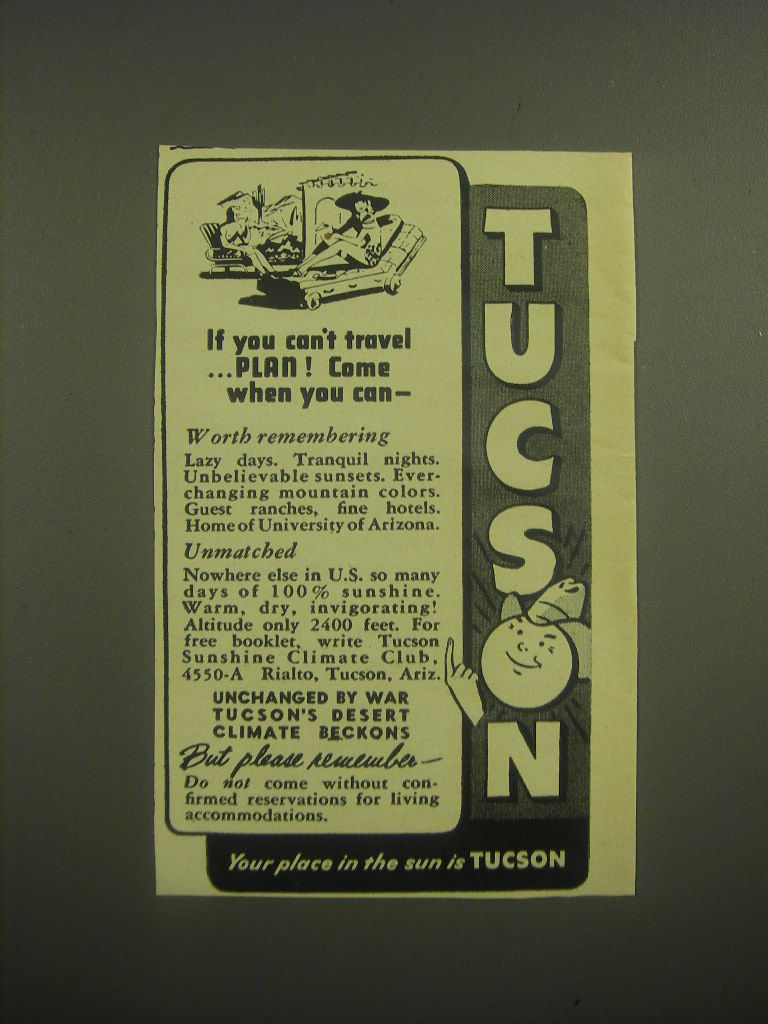 If you can't travel
...PLAN! Come
when you can—
Worth remembering
Lazy days. Tranquil nights.
Unbelievable sunsets. Ever-
changing mountain colors.
Guest ranches, fine hotels.
Home of University of Arizona.
Unmatched
Nowhere else in U.S. so many
days of 100% sunshine.
Warm, dry, invigorating!
Altitude only 2400 feet. For
free booklet, write Tucson
Sunshine Climate Club,
4550-A Rialto, Tucson, Ariz.
UNCHANGED BY WAR
TUCSON'S DESERT
CLIMATE BECKONS
But please remember—
Do not come without con-
firmed reservations for living
accommodations.
TUCSON
Your place in the sun is TUCSON